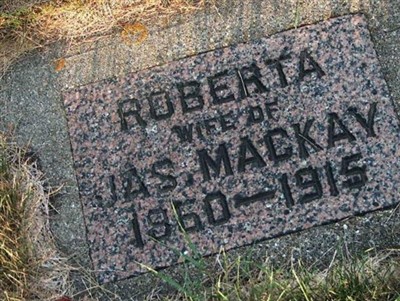 ROBERTA
WIFE OF
JAS. MACKAY
1860-1915